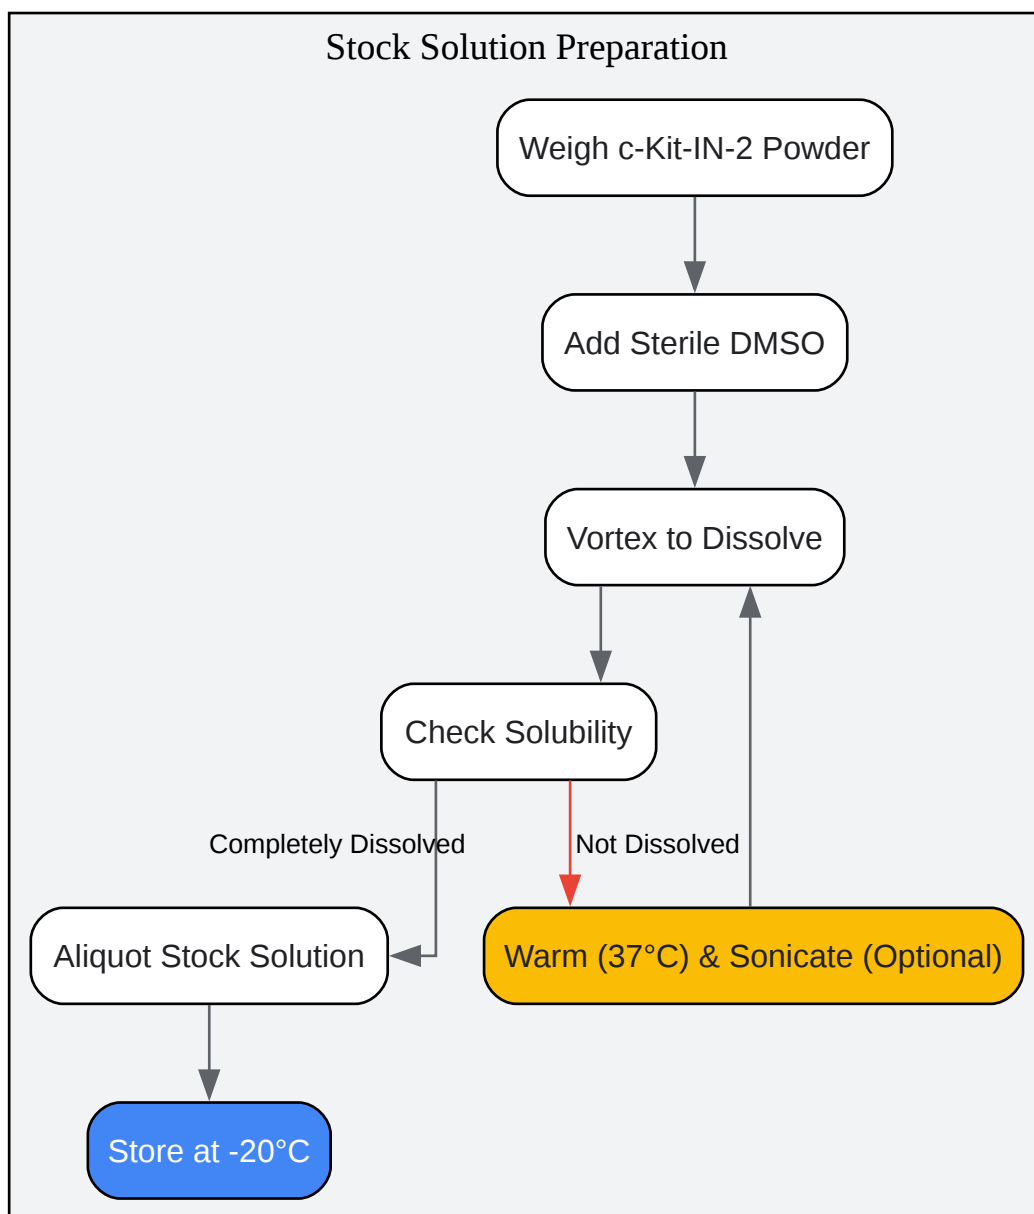 Stock Solution Preparation
Weigh c-Kit-IN-2 Powder
Add Sterile DMSO
Vortex to Dissolve
Check Solubility
Completely Dissolved
Not Dissolved
Aliquot Stock Solution
Warm (37°C) & Sonicate (Optional)
Store at -20°C